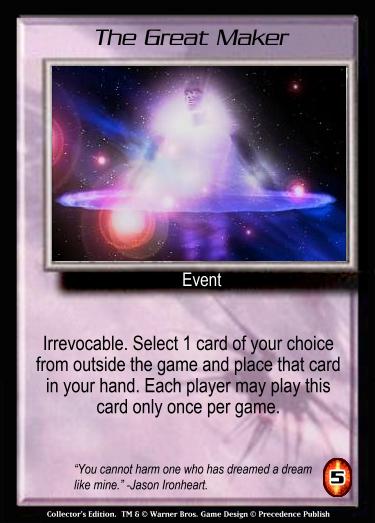 The Great Maker
Event
Irrevocable. Select 1 card of your choice
from outside the game and place that card
in your hand. Each player may play this
card only once per game.
"You cannot harm one who has dreamed a dream
like mine." -Jason Ironheart.
5
Collector's Edition. TM & © Warner Bros. Game Design © Precedence Publish